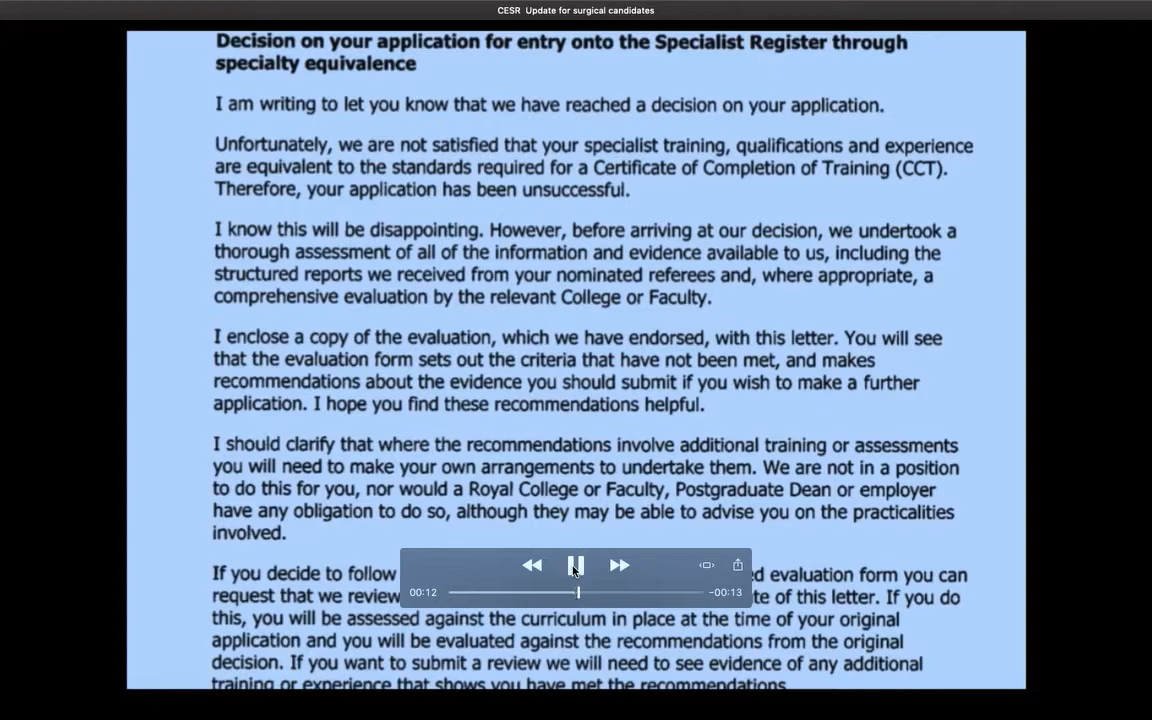 CESR Update for surgical candidates
Decision on your application for entry onto the Specialist Register through
specialty equivalence
I am writing to let you know that we have reached a decision on your application.
Unfortunately, we are not satisfied that your specialist training, qualifications and experience
are equivalent to the standards required for a Certificate of Completion of Training (CCT).
Therefore, your application has been unsuccessful.
I know this will be disappointing. However, before arriving at our decision, we undertook a
thorough assessment of all of the information and evidence available to us, including the
structured reports we received from your nominated referees and, where appropriate, a
comprehensive evaluation by the relevant College or Faculty.
I enclose a copy of the evaluation, which we have endorsed, with this letter. You will see
that the evaluation form sets out the criteria that have not been met, and makes
recommendations about the evidence you should submit if you wish to make a further
application. I hope you find these recommendations helpful.
I should clarify that where the recommendations involve additional training or assessments
you will need to make your own arrangements to undertake them. We are not in a position
to do this for you, nor would a Royal College or Faculty, Postgraduate Dean or employer
have any obligation to do so, although they may be able to advise you on the practicalities
involved.
If you decide to follow d evaluation form you can
request that we review te of this letter. If you do
00:12 -00:13
this, you will be assessed against the curriculum in place at the time of your original
application and you will be evaluated against the recommendations from the original
decision. If you want to submit a review we will need to see evidence of any additional
training or experience that shows you have met the recommendations.